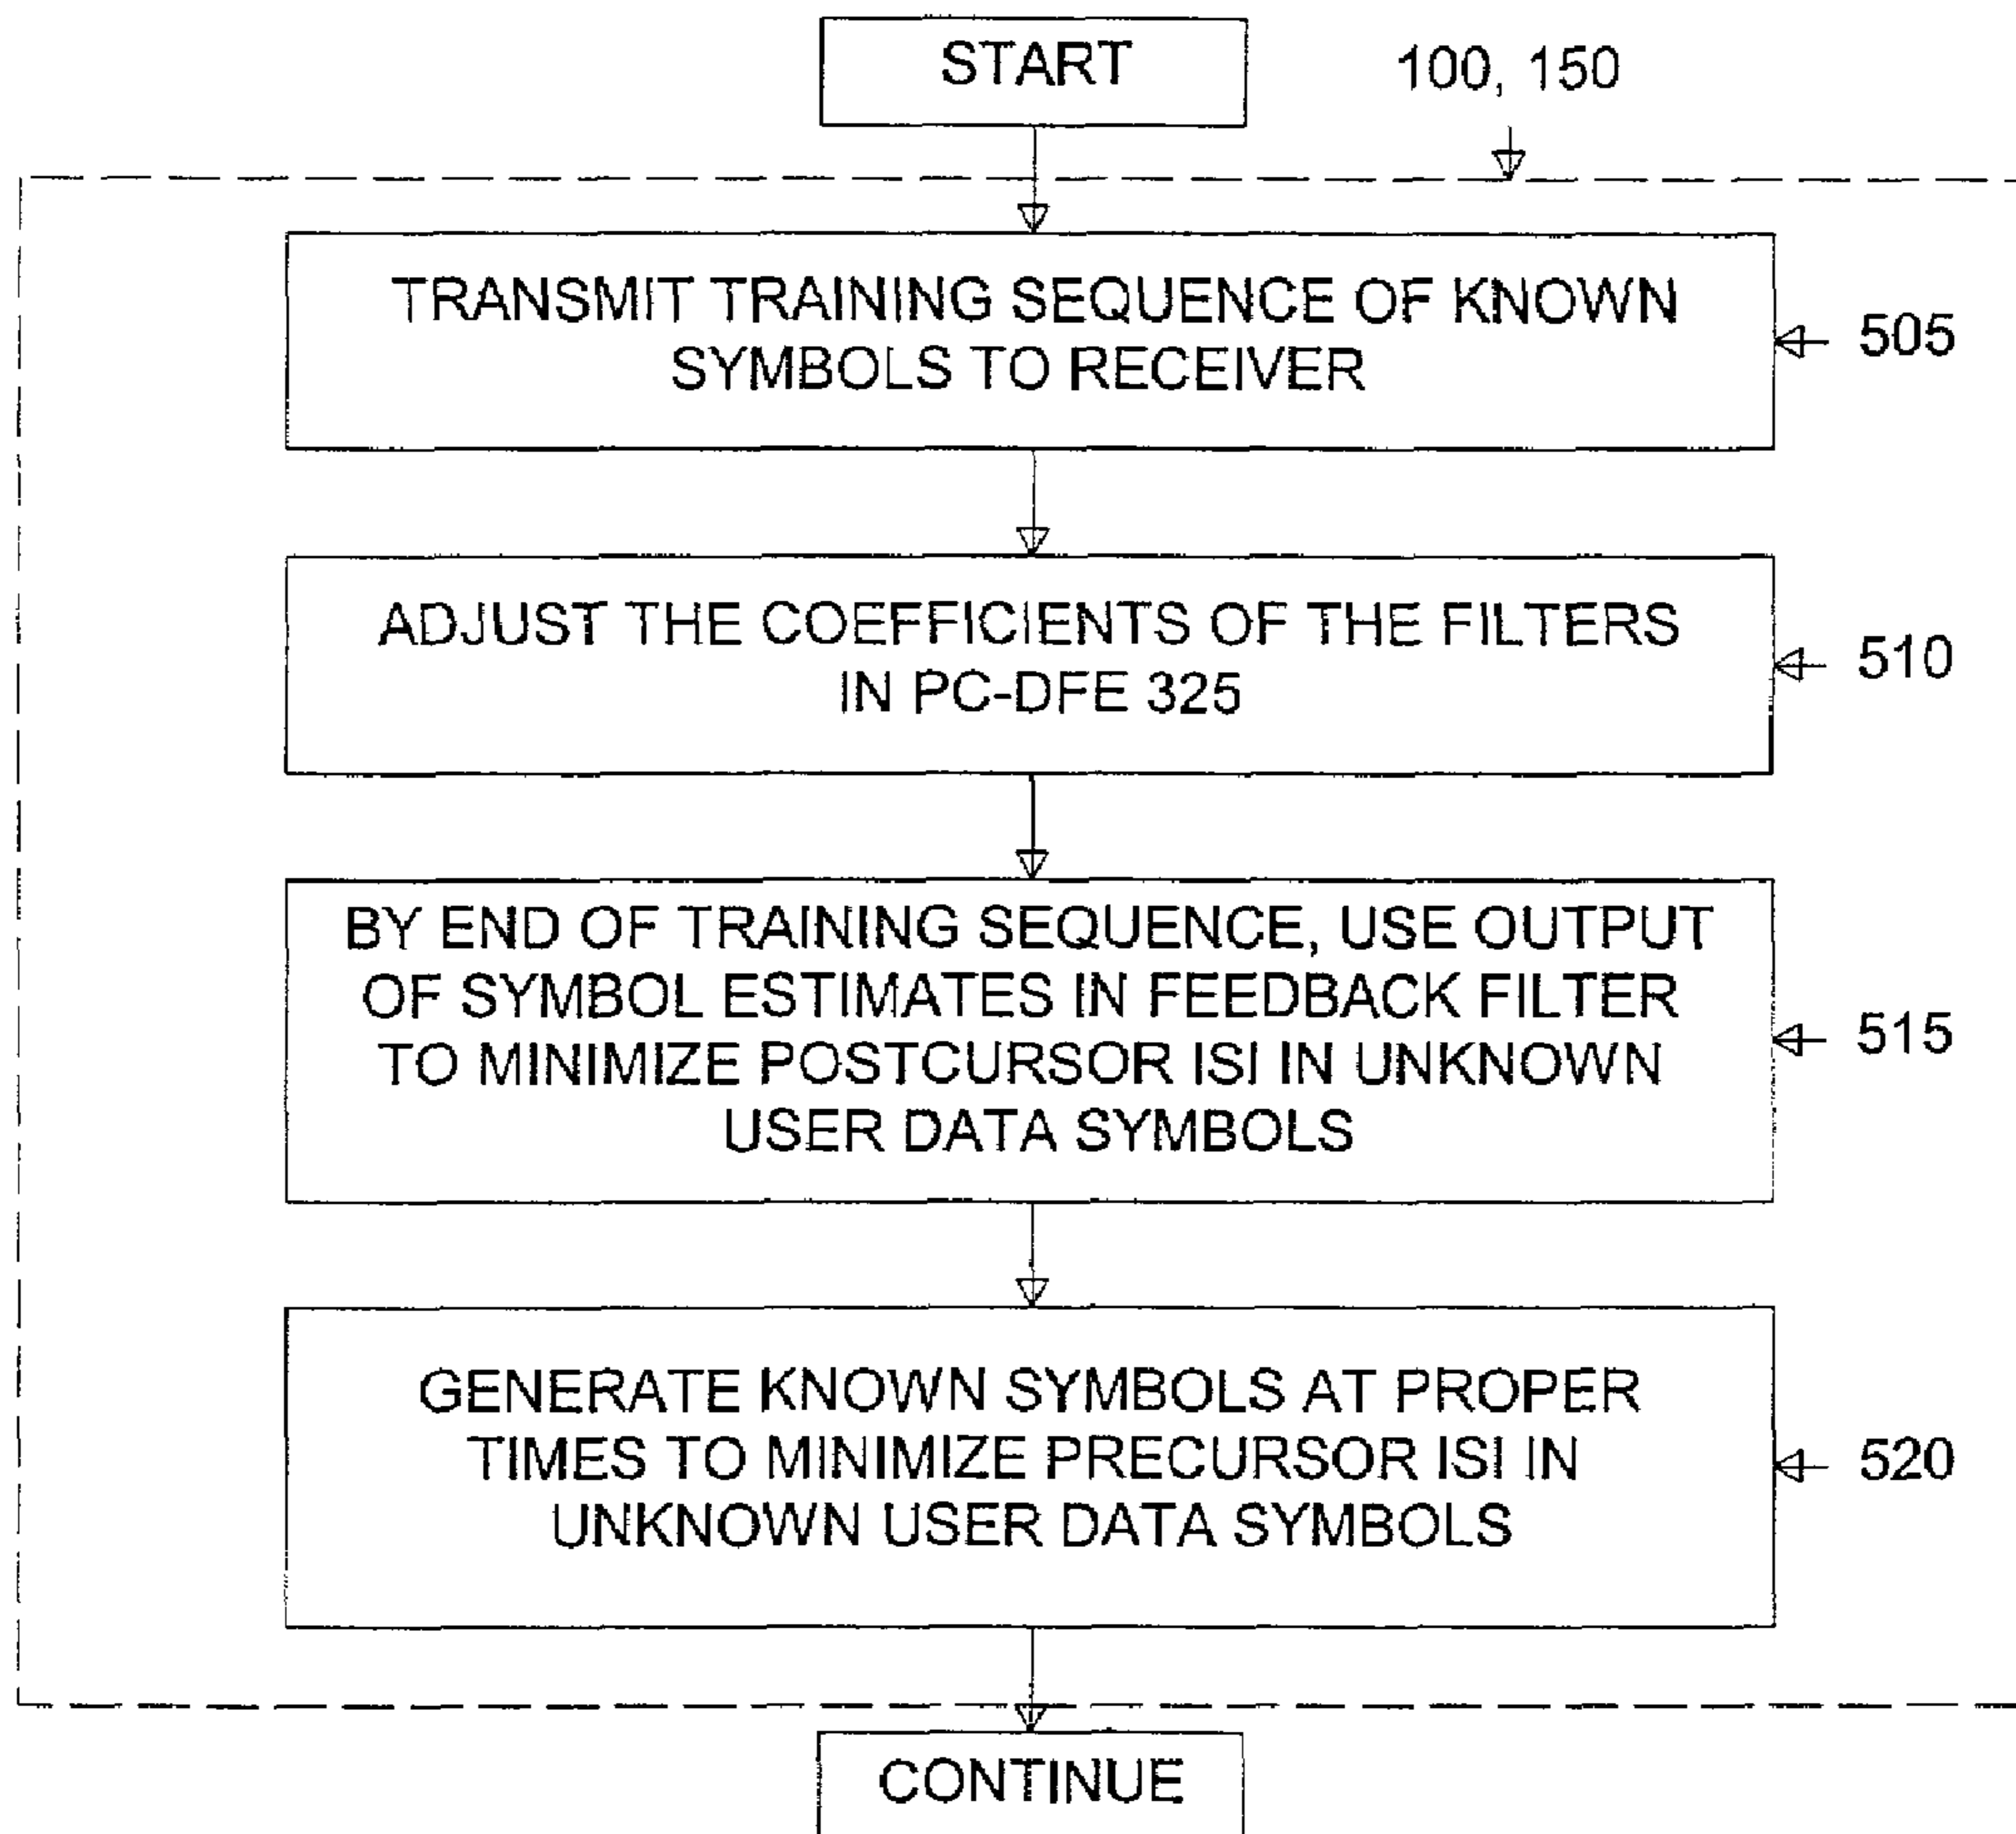 START
100, 150
TRANSMIT TRAINING SEQUENCE OF KNOWN
SYMBOLS TO RECEIVER
505
ADJUST THE COEFFICIENTS OF THE FILTERS
IN PC-DFE 325
510
BY END OF TRAINING SEQUENCE, USE OUTPUT
OF SYMBOL ESTIMATES IN FEEDBACK FILTER
TO MINIMIZE POSTCURSOR ISI IN UNKNOWN
USER DATA SYMBOLS
515
GENERATE KNOWN SYMBOLS AT PROPER
TIMES TO MINIMIZE PRECURSOR ISI IN
UNKNOWN USER DATA SYMBOLS
520
CONTINUE